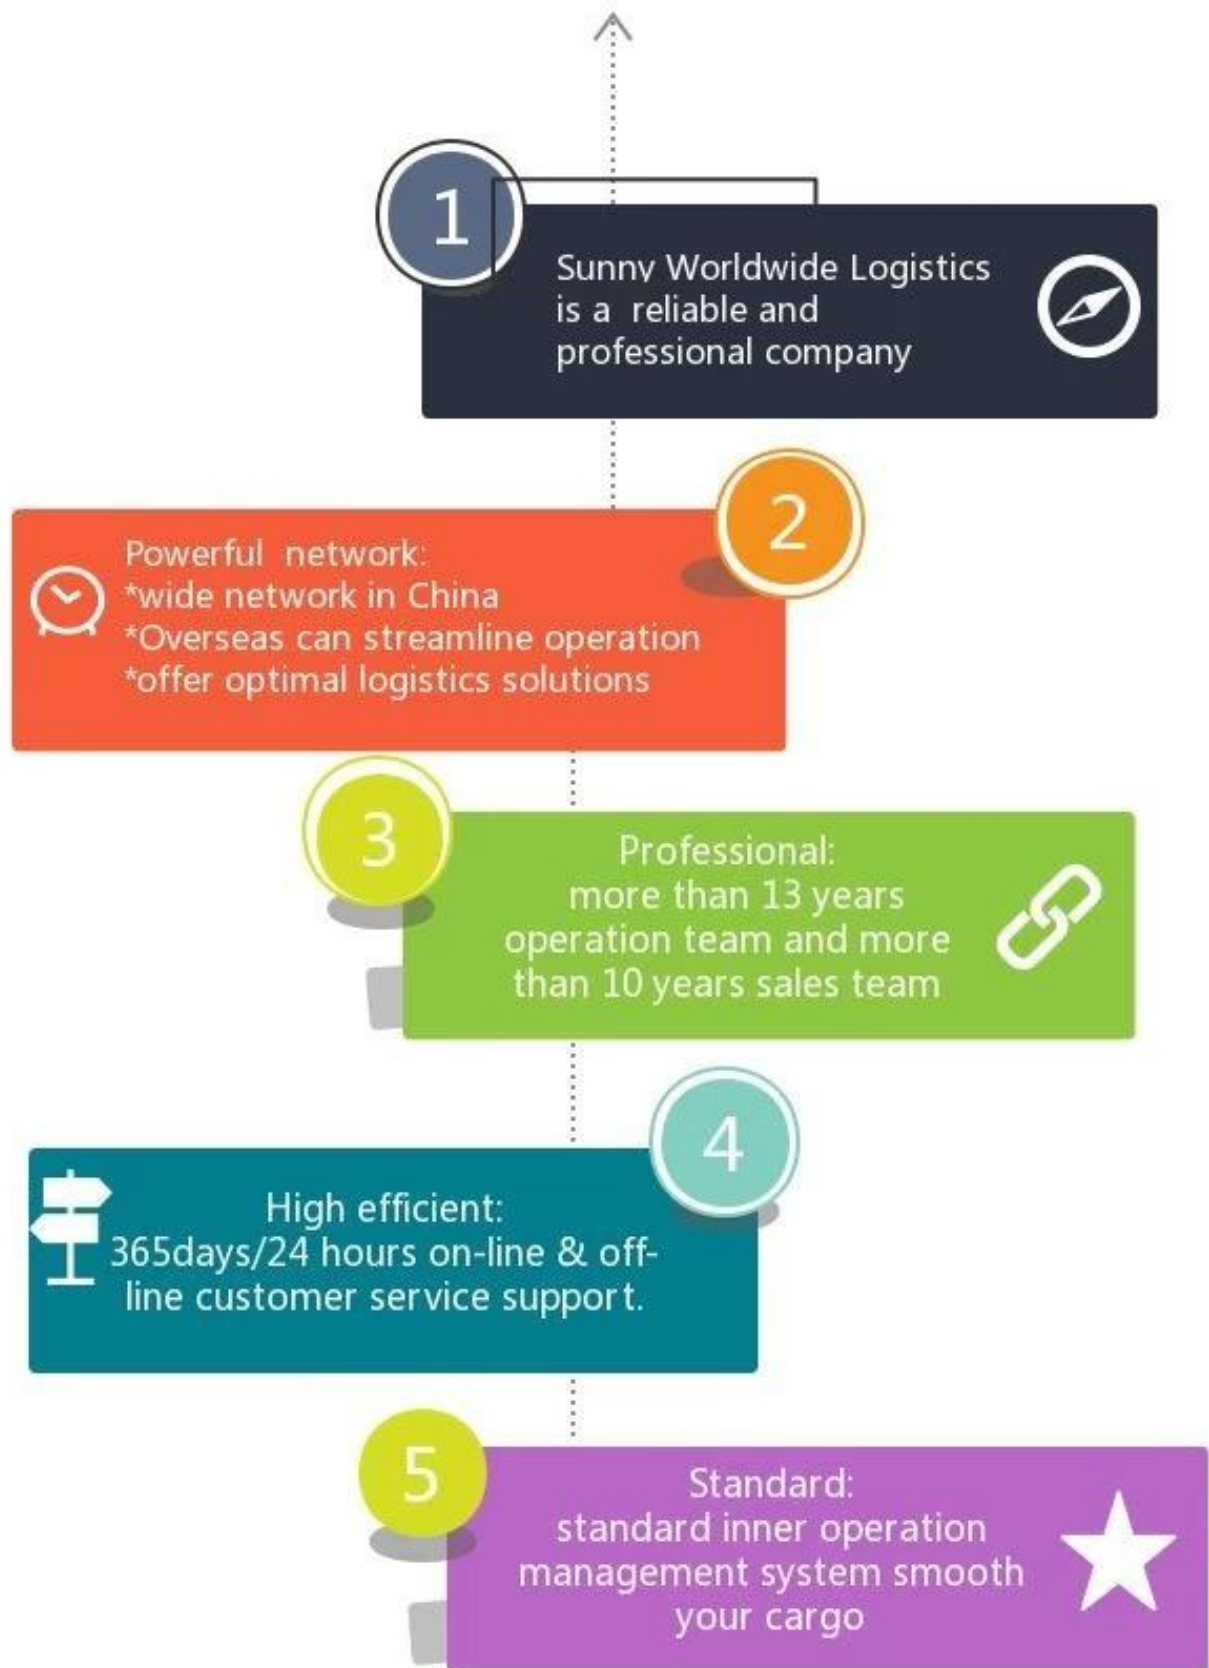 1
Sunny Worldwide Logistics
is a reliable and
professional company
2
Powerful network:
*wide network in China
*Overseas can streamline operation
*offer optimal logistics solutions
3
Professional:
more than 13 years
operation team and more
than 10 years sales team
4
High efficient:
365days/24 hours on-line & off-
line customer service support.
5
Standard:
standard inner operation
management system smooth
your cargo